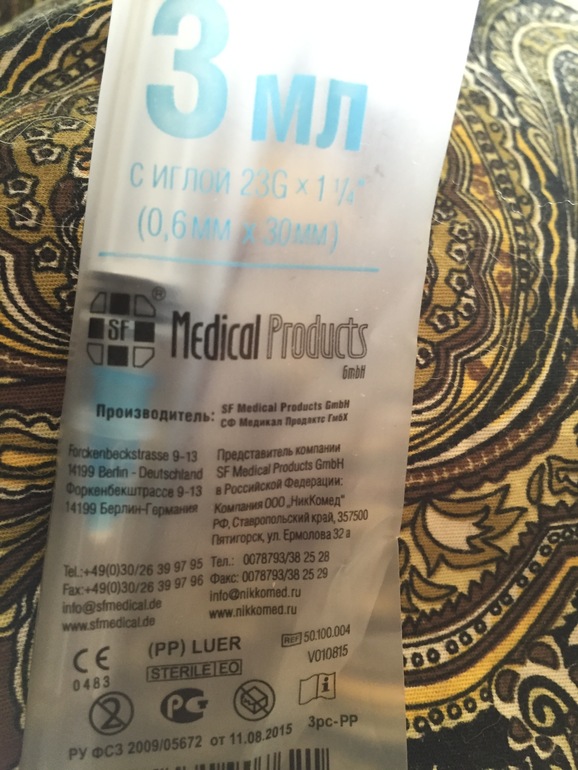 3 мл
С ИГЛОЙ 23G × 1 ¼"
(0,6мм x 30мм)
®
SF Medical Products
GmbH
Производитель: SF Medical Products GmbH
СФ Медикал Продактс ГмбХ
Forckenbeckstrasse 9-13
14199 Berlin - Deutschland
Форкенбекштрассе 9-13
14199 Берлин-Германия
Представитель компании
SF Medical Products GmbH
в Российской Федерации:
Компания ООО „НикКомед"
РФ, Ставропольский край, 357500
Пятигорск, ул. Ермолова 32 а
Tel.:+49(0)30/26 39 97 95
Fax:+49(0)30/26 39 97 96
info@sfmedical.de
www.sfmedical.de
Тел.: 0078793/38 25 28
Факс: 0078793/38 25 29
info@nikkomed.ru
www.nikkomed.ru
CE
0483
(PP) LUER
STERILE EO
REF 50.100.004
V010815
2
PG
i
3pc-PP
РУ ФСЗ 2009/05672 от 11.08.2015